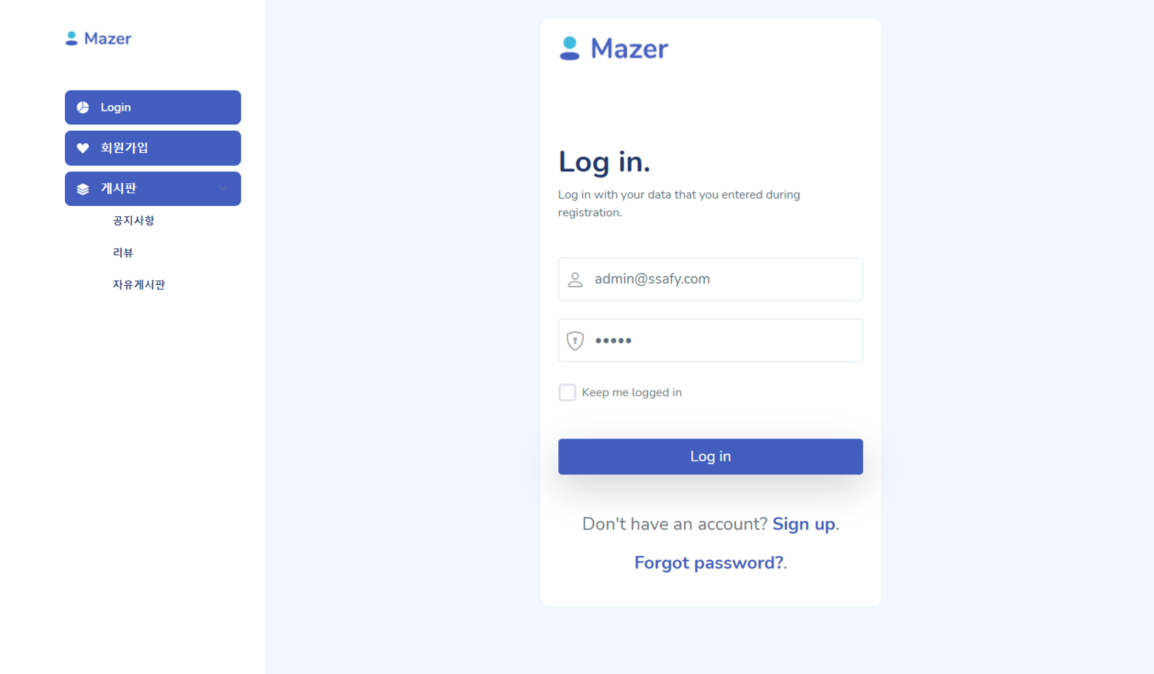 Mazer
Login
회원가입
게시판
공지사항
리뷰
자유게시판
Mazer
Log in.
Log in with your data that you entered during
registration.
admin@ssafy.com
•••••
Keep me logged in
Log in
Don't have an account? Sign up.
Forgot password?.